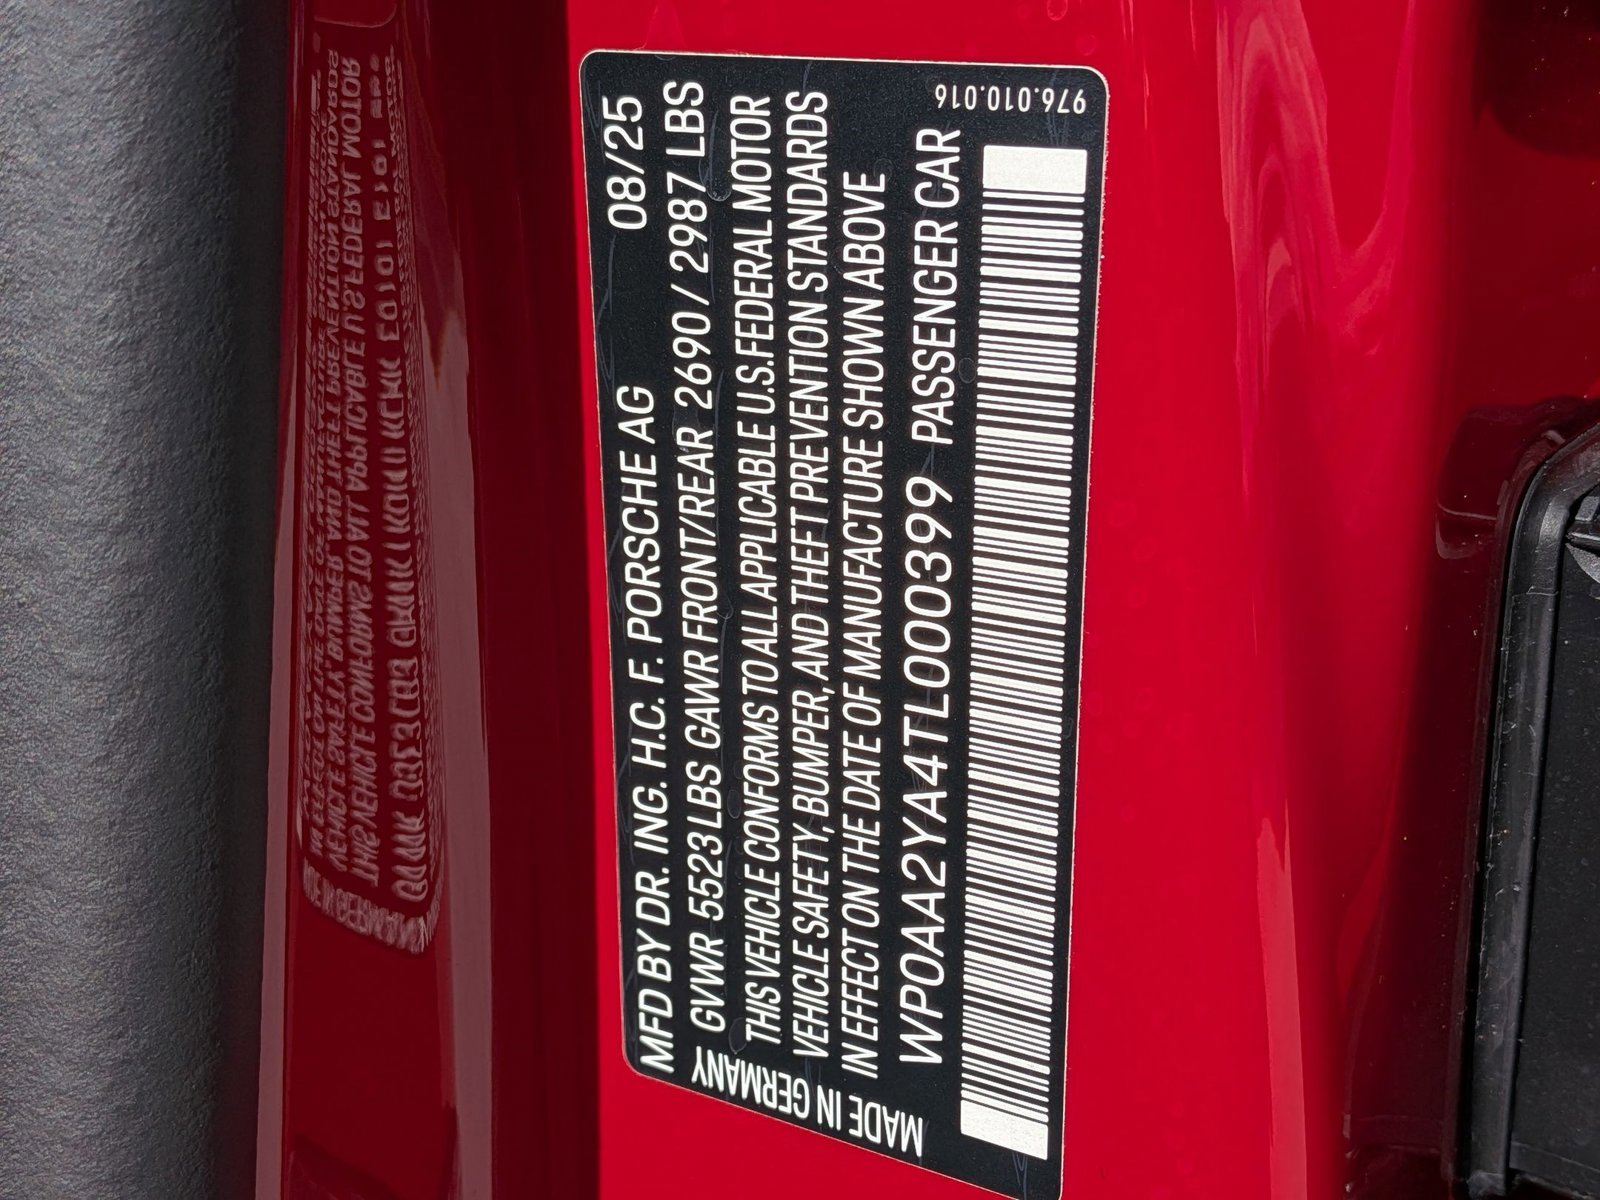 MFD BY DR. ING. H.C. F. PORSCHE AG 08/25
GVWR 5523 LBS GAWR FRONT/REAR 2690 / 2987 LBS
THIS VEHICLE CONFORMS TO ALL APPLICABLE U.S.FEDERAL MOTOR
VEHICLE SAFETY, BUMPER, AND THEFT PREVENTION STANDARDS
IN EFFECT ON THE DATE OF MANUFACTURE SHOWN ABOVE
WP0AA2YA4TL000399 PASSENGER CAR
MADE IN GERMANY
976.010.016